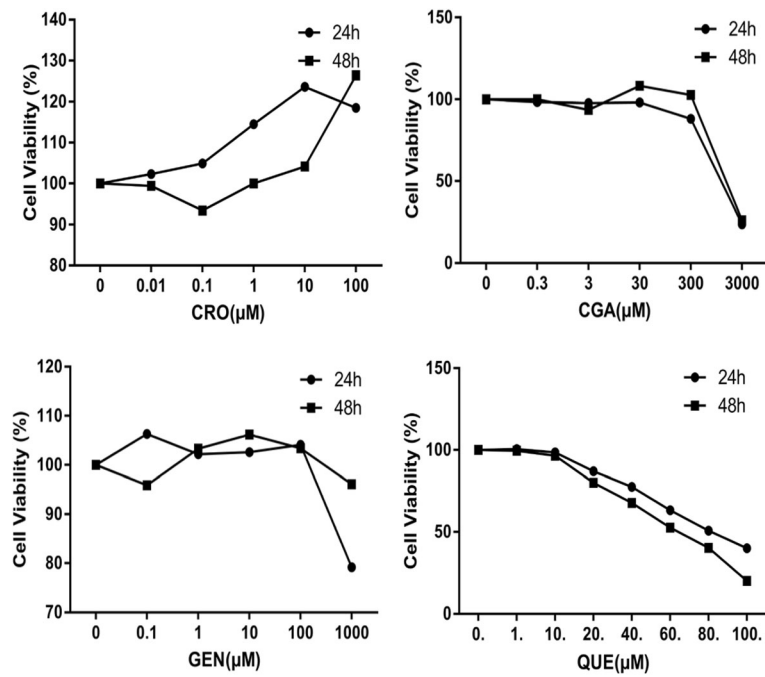 140
130
120
110
100
90
80
Cell Viability (%)
24h
48h
0 0.01 0.1 1 10 100
CRO(µM)
150
100
50
0
Cell Viability (%)
24h
48h
0 0.3 3 30 300 3000
CGA(µM)
120
110
100
90
80
70
Cell Viability (%)
24h
48h
0 0.1 1 10 100 1000
GEN(µM)
150
100
50
0
Cell Viability (%)
24h
48h
0. 1. 10. 20. 40. 60. 80. 100.
QUE(µM)